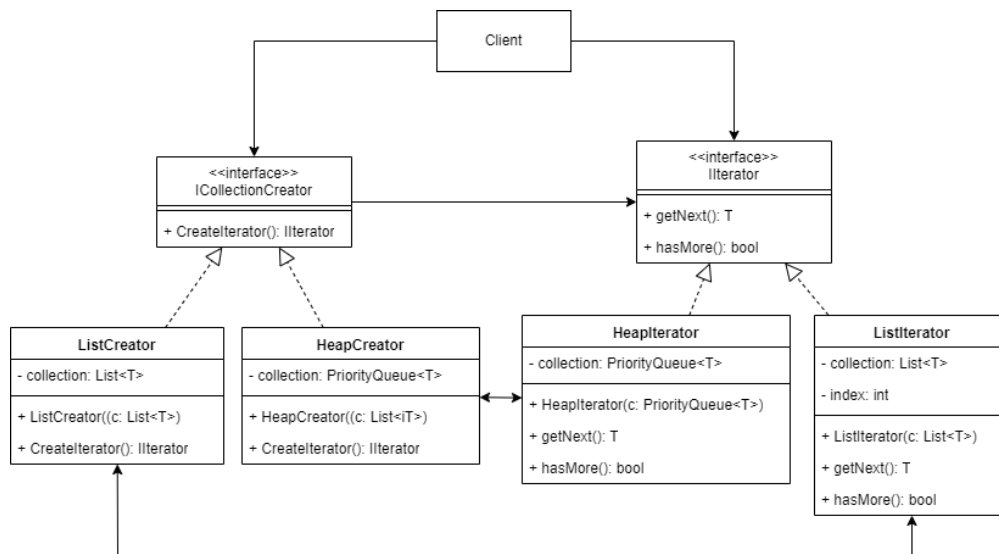 Client
<<interface>>
ICollectionCreator
+ CreateIterator(): IIterator
<<interface>>
IIterator
+ getNext(): T
+ hasMore(): bool
ListCreator
- collection: List<T>
+ ListCreator((c: List<T>)
+ CreateIterator(): IIterator
HeapCreator
- collection: PriorityQueue<T>
+ HeapCreator((c: List<iT>)
+ CreateIterator(): IIterator
HeapIterator
- collection: PriorityQueue<T>
+ HeapIterator(c: PriorityQueue<T>)
+ getNext(): T
+ hasMore(): bool
ListIterator
- collection: List<T>
- index: int
+ ListIterator(c: List<T>)
+ getNext(): T
+ hasMore(): bool